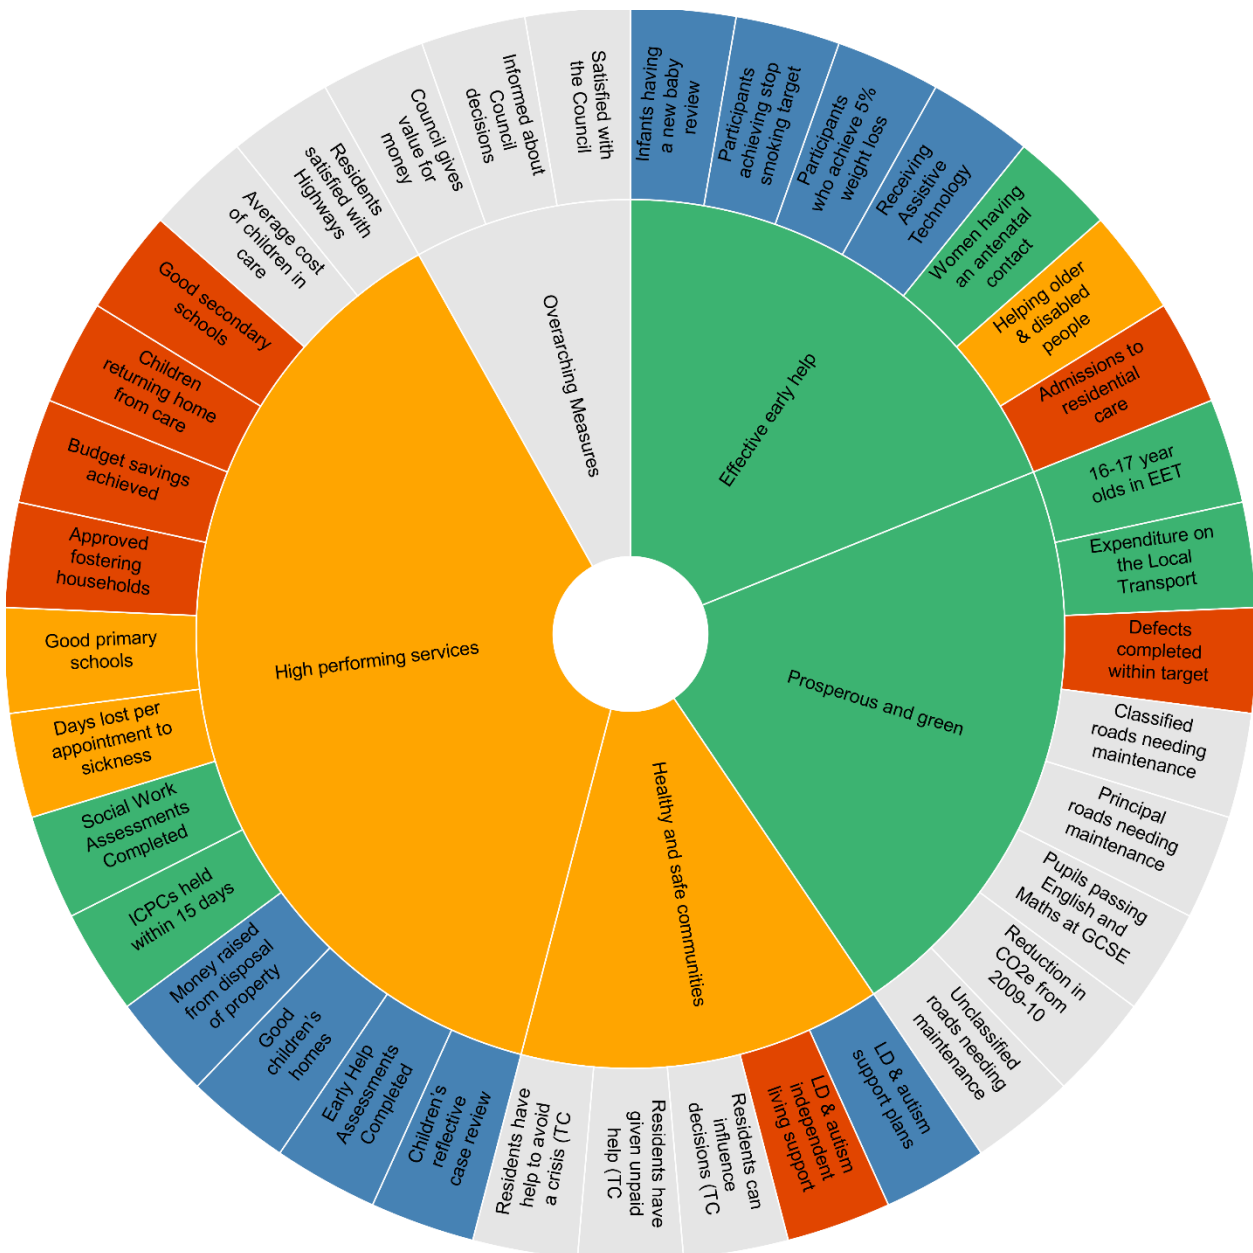 Infants having
a new baby
review
Participants
achieving stop
smoking target
Participants
who achieve 5%
weight loss
Receiving
Assistive
Technology
Women having
an antenatal
contact
Helping older
& disabled
people
Admissions to
residential
care
16-17 year
olds in EET
Expenditure on
the Local
Transport
Defects
completed
within target
Classified
roads needing
maintenance
Principal
roads needing
maintenance
Pupils passing
English and
Maths at GCSE
Reduction in
CO2e from
2009-10
Unclassified
roads needing
maintenance
LD & autism
support plans
LD & autism
independent
living support
Residents can
influence
decisions (TC
Residents have
given unpaid
help (TC
Residents have
help to avoid
a crisis (TC
Children's
reflective
case review
Early Help
Assessments
Completed
Good
children's
homes
Money raised
from disposal
of property
ICPCs held
within 15 days
Social Work
Assessments
Completed
Days lost per
appointment to
sickness
Good primary
schools
Approved
fostering
households
Budget savings
achieved
Children
returning home
from care
Good secondary
schools
Average cost
of children in
care
Residents
satisfied with
Highways
Council gives
value for
money
Informed about
Council
decisions
Satisfied with
the Council
Effective early help
Prosperous and green
Healthy and safe communities
High performing services
Overarching Measures